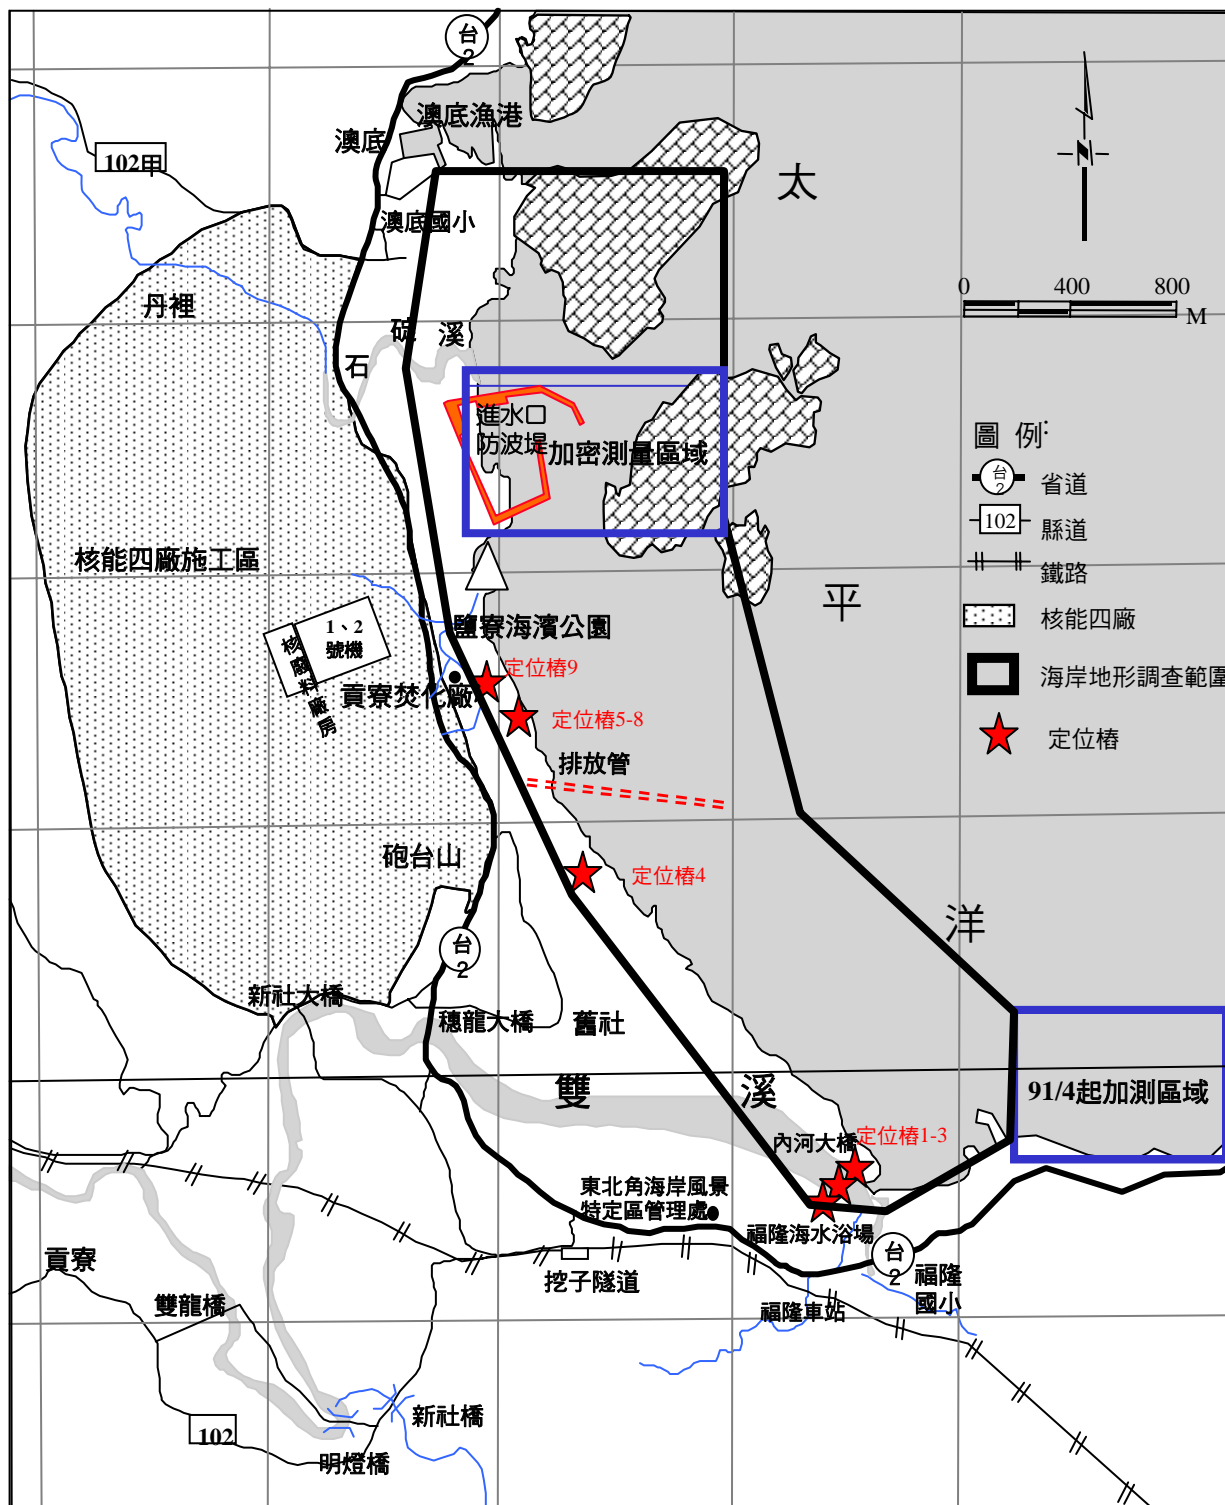 台
2
澳底漁港
澳底
102甲
太
澳底國小
N
丹裡
0 400 800
M
石碇溪
進水口
防波堤
加密測量區域
圖 例:
台
2
省道
102
縣道
鐵路
核能四廠
海岸地形調查範圍
定位樁
核能四廠施工區
平
1、2
號機
核廢料廠房
鹽寮海濱公園
定位樁9
貢寮焚化廠
定位樁5-8
排放管
砲台山
定位樁4
洋
台
2
新社大橋
穗龍大橋
舊社
雙 溪
91/4起加測區域
內河大橋
定位樁1-3
東北角海岸風景
特定區管理處
福隆海水浴場
台
2
福隆
國小
貢寮
挖子隧道
雙龍橋
福隆車站
新社橋
102
明燈橋